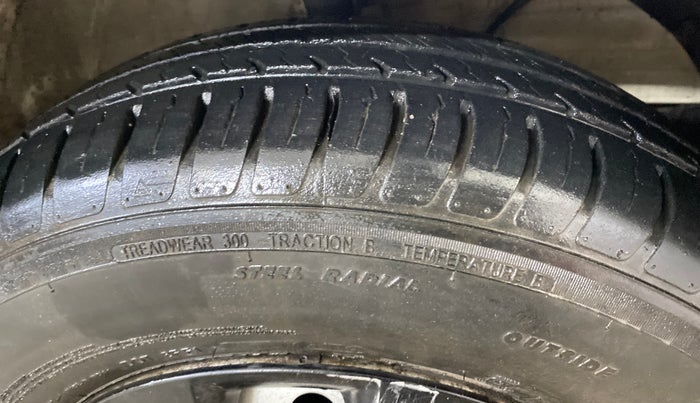 TREADWEAR 300 TRACTION B TEMPERATURE B
STEEL RADIAL
OUTSIDE